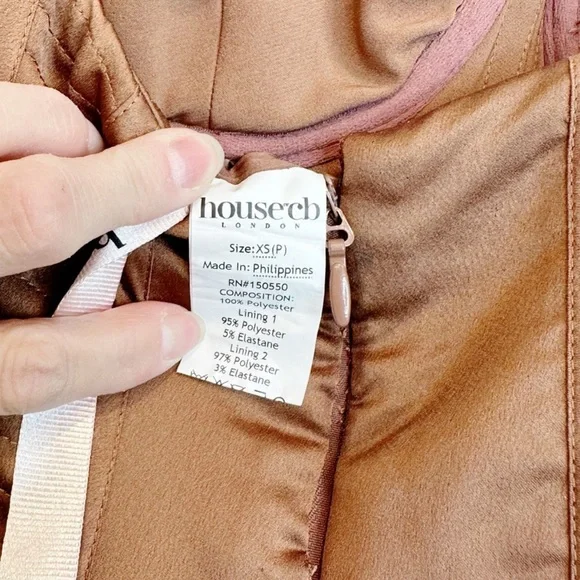 house of cb
LONDON
Size: XS(P)
Made In: Philippines
RN#150550
COMPOSITION:
100% Polyester
Lining 1
95% Polyester
5% Elastane
Lining 2
97% Polyester
3% Elastane